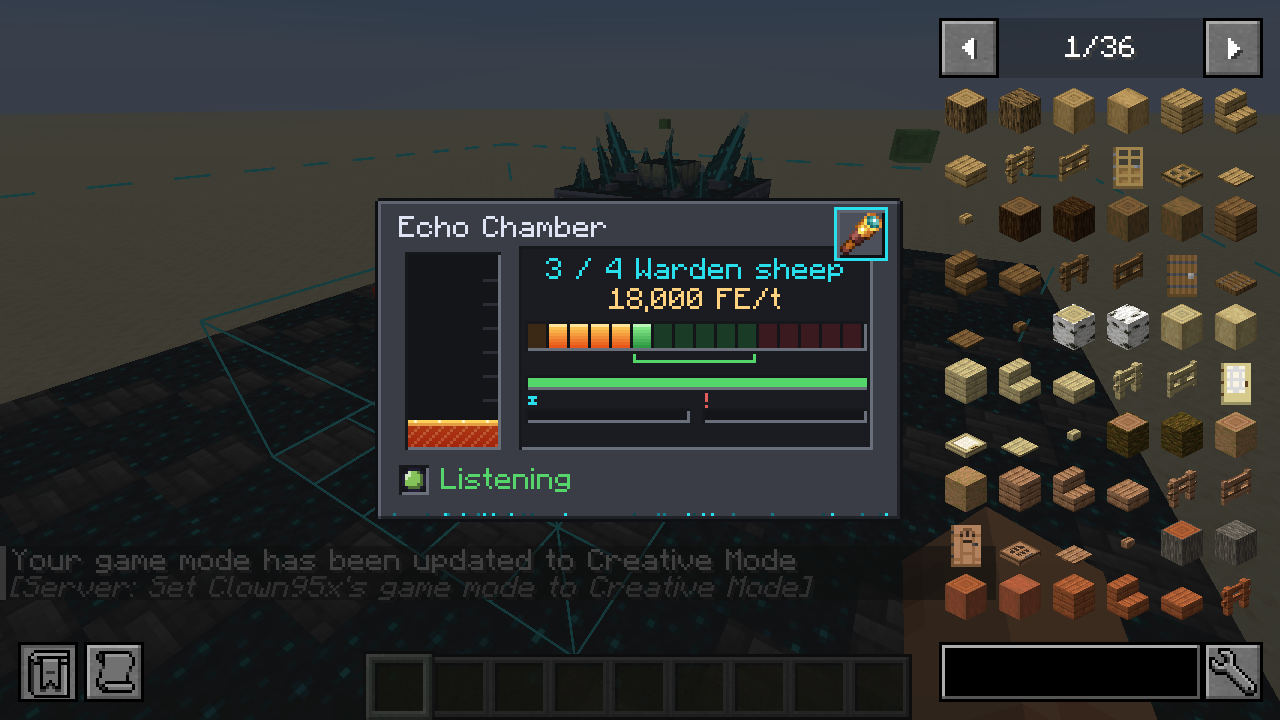 1/36
Echo Chamber
3 / 4 Warden sheep
18,000 FE/t
Listening
Your game mode has been updated to Creative Mode
[Server: Set Clown95x's game mode to Creative Mode]